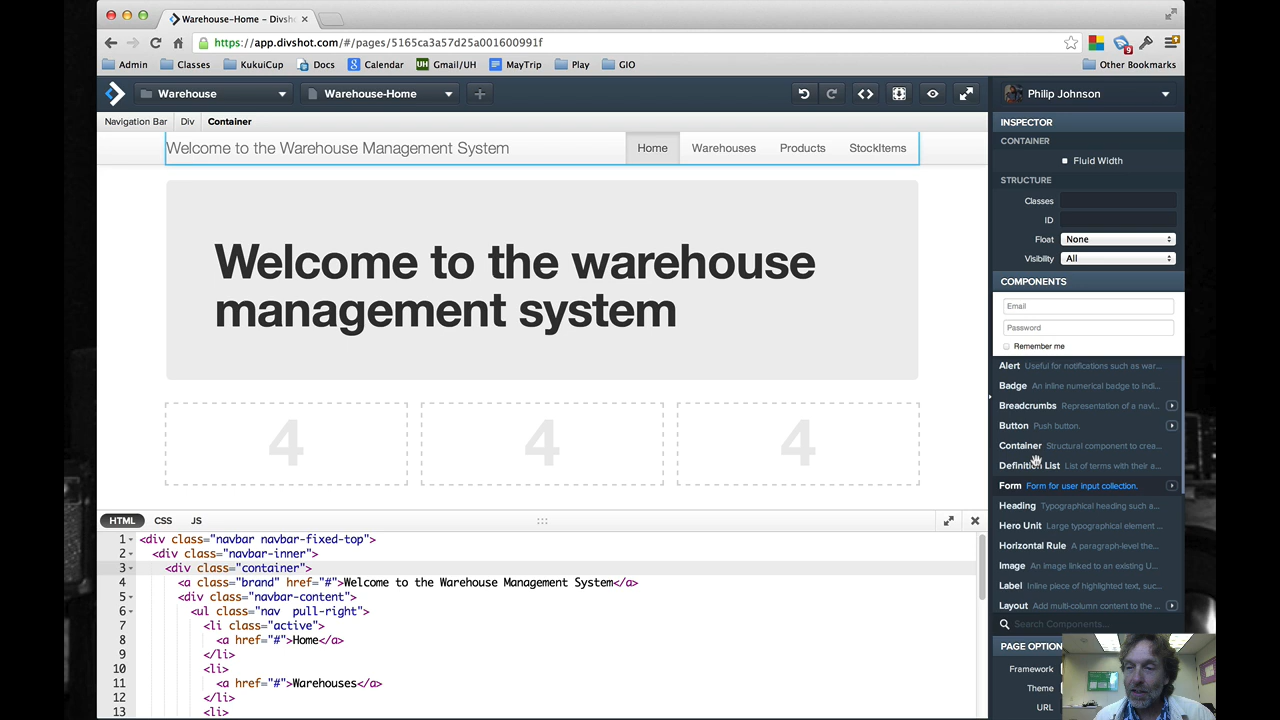 Warehouse-Home – Divsh
https://app.divshot.com/#/pages/5165ca3a57d25a001600991f
Admin Classes KukuiCup Docs Calendar Gmail/UH MayTrip Play GIO Other Bookmarks
Warehouse Warehouse-Home Philip Johnson
Navigation Bar Div Container
Welcome to the Warehouse Management System Home Warehouses Products StockItems
Welcome to the warehouse
management system
4 4 4
INSPECTOR
CONTAINER
Fluid Width
STRUCTURE
Classes
ID
Float None
Visibility All
COMPONENTS
Email
Password
Remember me
Alert Useful for notifications such as war...
Badge An inline numerical badge to indi...
Breadcrumbs Representation of a navi...
Button Push button.
Container Structural component to crea...
Definition List List of terms with their a...
Form Form for user input collection.
Heading Typographical heading such a...
Hero Unit Large typographical element ...
Horizontal Rule A paragraph-level the...
Image An image linked to an existing U...
Label Inline piece of highlighted text, suc...
Layout Add multi-column content to the ...
Search Components...
PAGE OPTION
Framework
Theme
URL
HTML CSS JS
1 <div class="navbar navbar-fixed-top">
2 <div class="navbar-inner">
3 <div class="container">
4 <a class="brand" href="#">Welcome to the Warehouse Management System</a>
5 <div class="navbar-content">
6 <ul class="nav  pull-right">
7 <li class="active">
8 <a href="#">Home</a>
9 </li>
10 <li>
11 <a href="#">Warehouses</a>
12 </li>
13 <li>